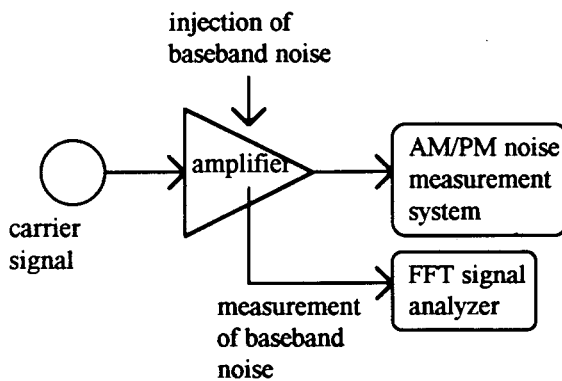 injection of
baseband noise
amplifier
AM/PM noise
measurement
system
carrier
signal
FFT signal
analyzer
measurement
of baseband
noise